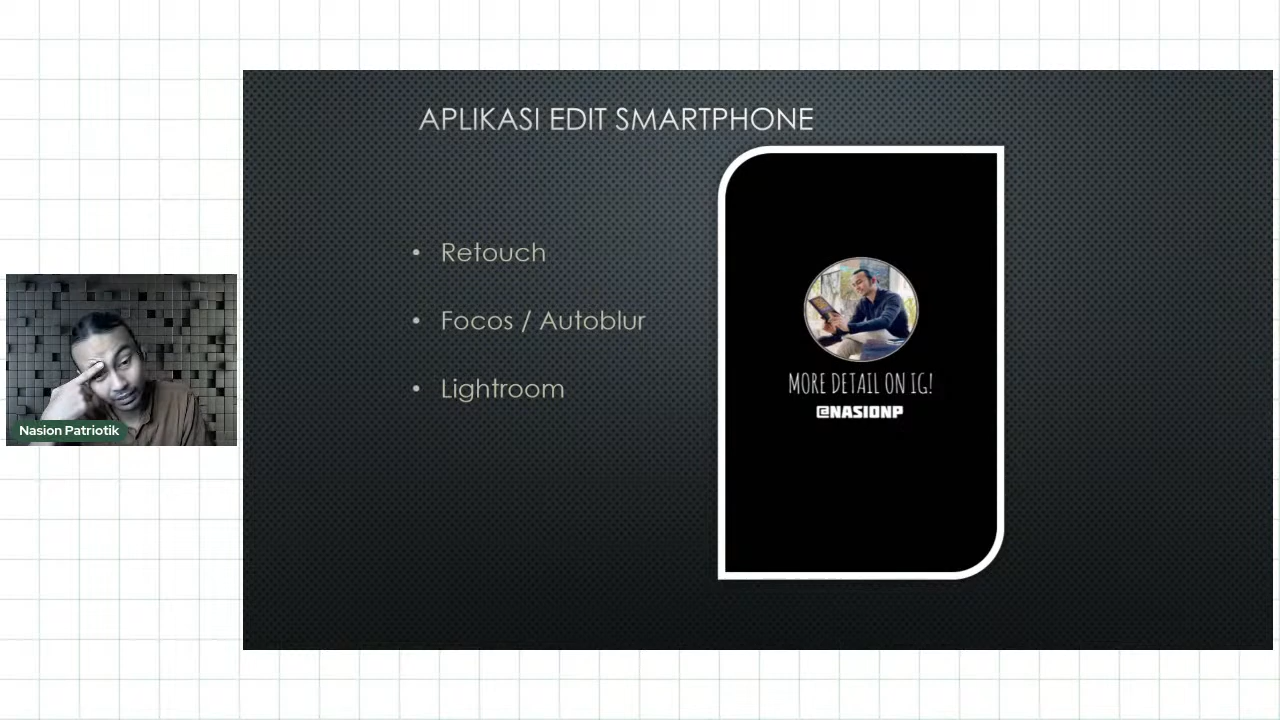 APLIKASI EDIT SMARTPHONE
• Retouch
• Focos / Autoblur
• Lightroom
MORE DETAIL ON IG!
@NASIONP
Nasion Patriotik